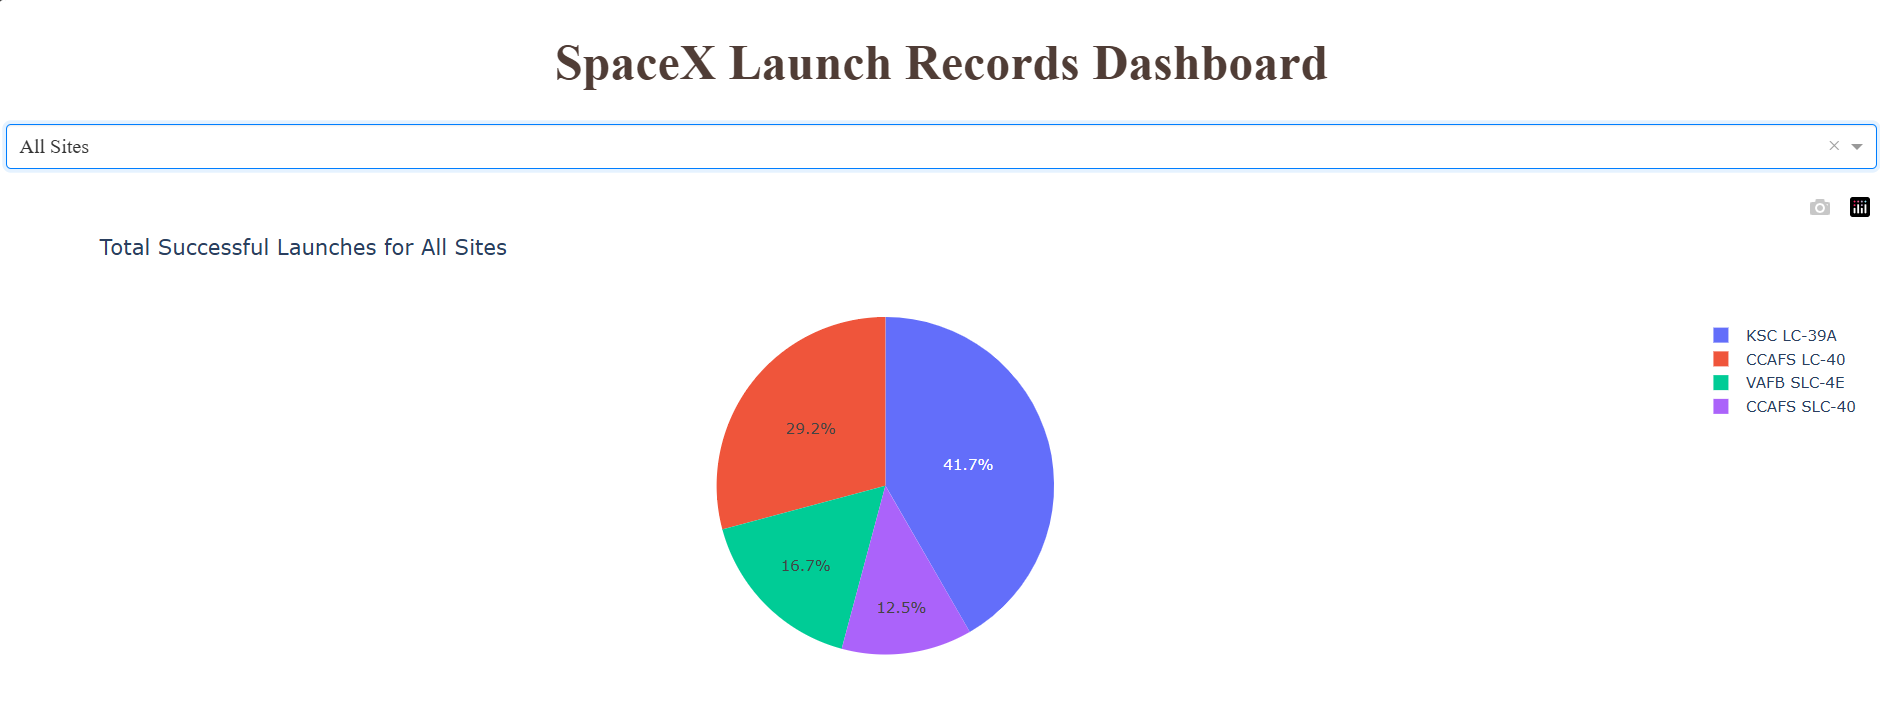 SpaceX Launch Records Dashboard
All Sites
Total Successful Launches for All Sites
KSC LC-39A
CCAFS LC-40
VAFB SLC-4E
CCAFS SLC-40
29.2%
41.7%
16.7%
12.5%